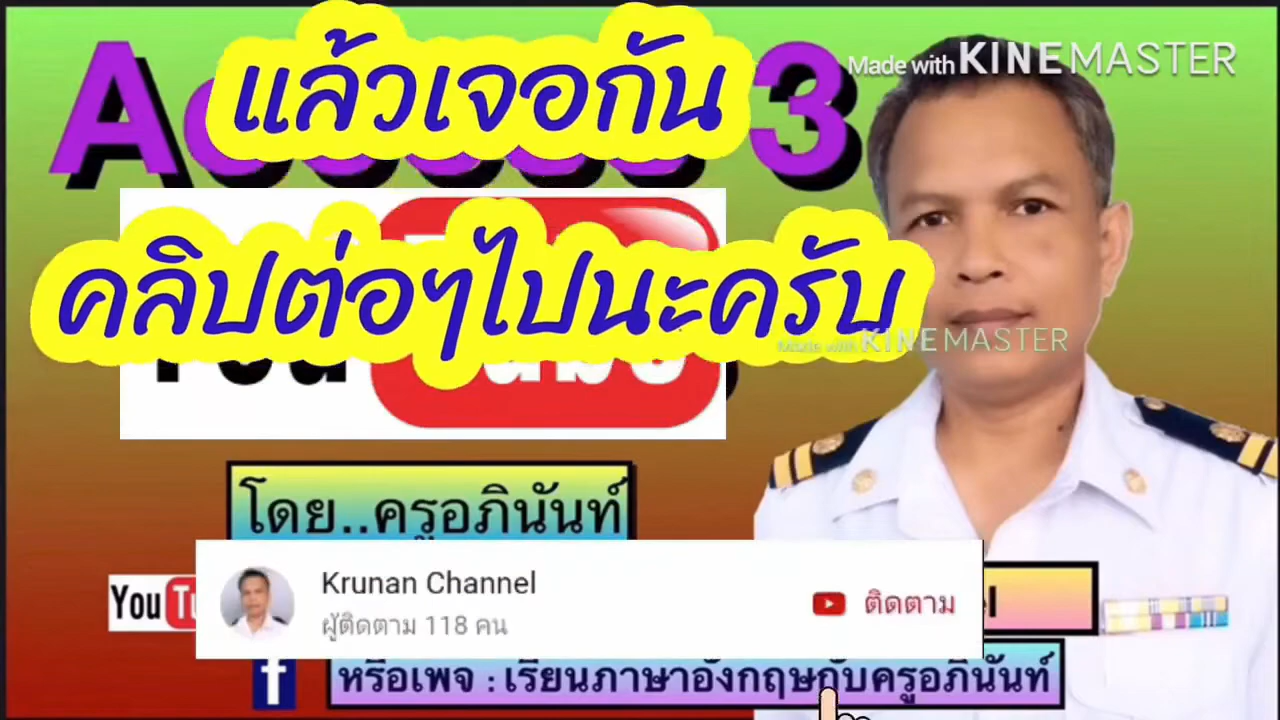 Made with KINEMASTER
แล้วเจอกัน
3
คลิปต่อๆไปนะครับ
Made with KINEMASTER
โดย..ครูอภินันท์
Krunan Channel
ผู้ติดตาม 118 คน
ติดตาม
You
หรือเพจ : เรียนภาษาอังกฤษกับครูอภินันท์